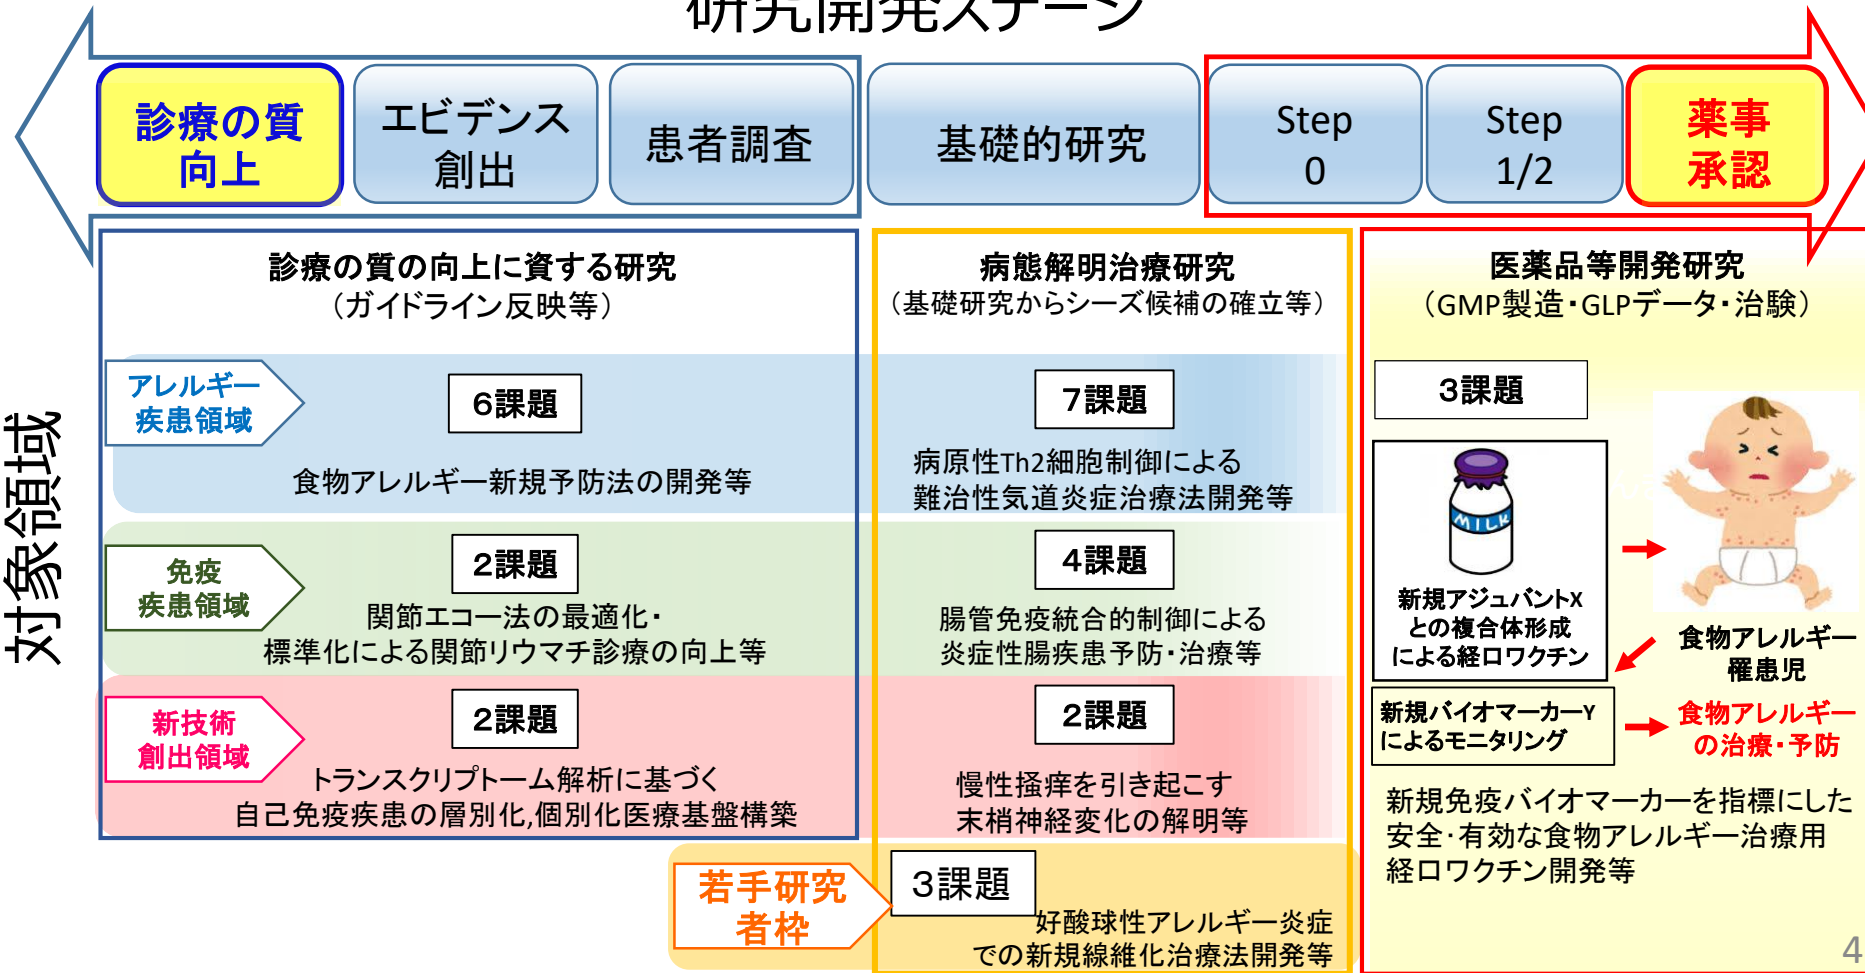 研究開発ステージ
診療の質
向上
エビデンス
創出
患者調査
基礎的研究
Step
0
Step
1/2
薬事
承認
対象領域
診療の質の向上に資する研究
（ガイドライン反映等）
病態解明治療研究
（基礎研究からシーズ候補の確立等）
医薬品等開発研究
（GMP製造・GLPデータ・治験）
アレルギー
疾患領域
6課題
食物アレルギー新規予防法の開発等
7課題
病原性Th2細胞制御による
難治性気道炎症治療法開発等
免疫
疾患領域
2課題
関節エコー法の最適化・
標準化による関節リウマチ診療の向上等
4課題
腸管免疫統合的制御による
炎症性腸疾患予防・治療等
新技術
創出領域
2課題
トランスクリプトーム解析に基づく
自己免疫疾患の層別化,個別化医療基盤構築
2課題
慢性掻痒を引き起こす
末梢神経変化の解明等
若手研究
者枠
3課題
好酸球性アレルギー炎症
での新規線維化治療法開発等
3課題
MILK
新規アジュバントX
との複合体形成
による経口ワクチン
食物アレルギー
罹患児
新規バイオマーカーY
によるモニタリング
食物アレルギー
の治療・予防
新規免疫バイオマーカーを指標にした
安全・有効な食物アレルギー治療用
経口ワクチン開発等
4